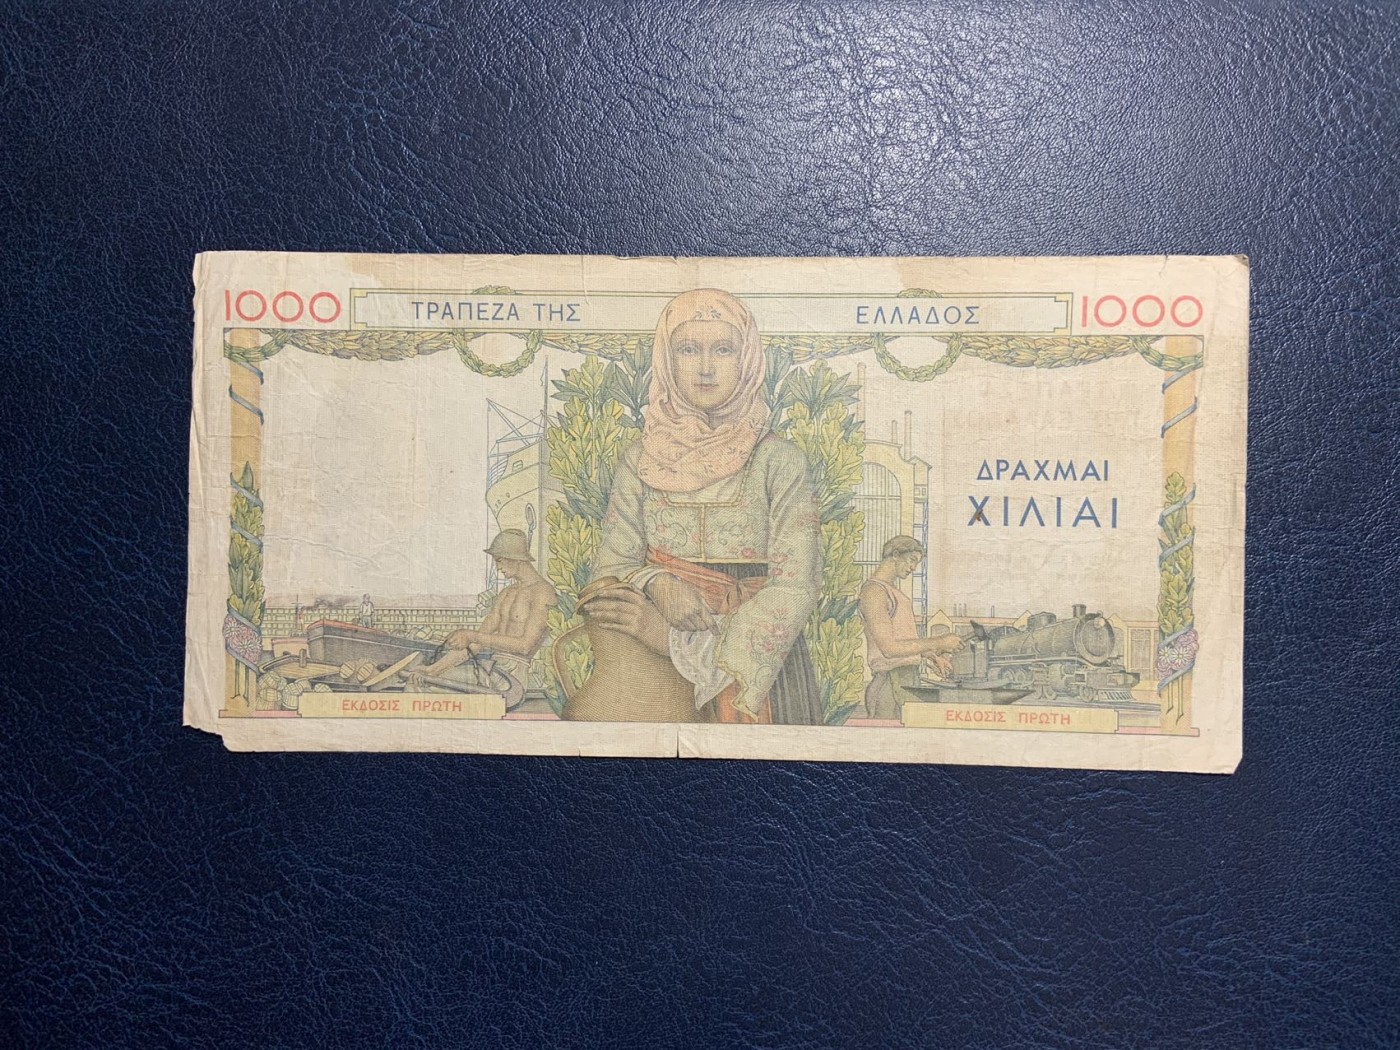 1000 ΤΡΑΠΕΖΑ ΤΗΣ ΕΛΛΑΔΟΣ 1000
ΔΡΑΧΜΑΙ
ΧΙΛΙΑΙ
ΕΚΔΟΣΙΣ ΠΡΩΤΗ
ΕΚΔΟΣΙΣ ΠΡΩΤΗ